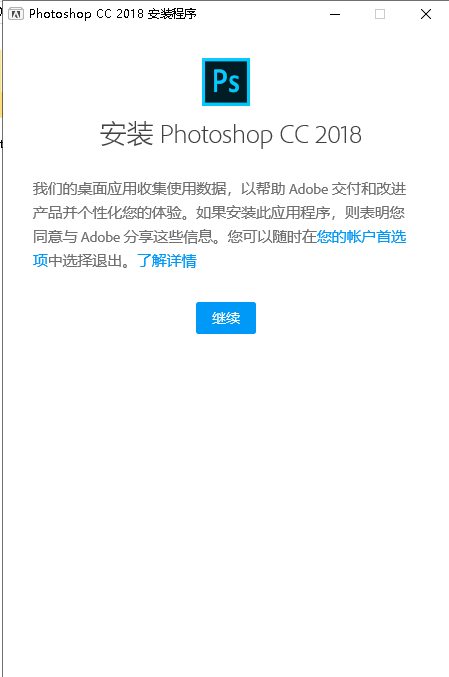 Photoshop CC 2018 安装程序
Ps
安装 Photoshop CC 2018
我们的桌面应用收集使用数据，以帮助 Adobe 交付和改进
产品并个性化您的体验。如果安装此应用程序，则表明您
同意与 Adobe 分享这些信息。您可以随时在您的帐户首选
项中选择退出。了解详情
继续